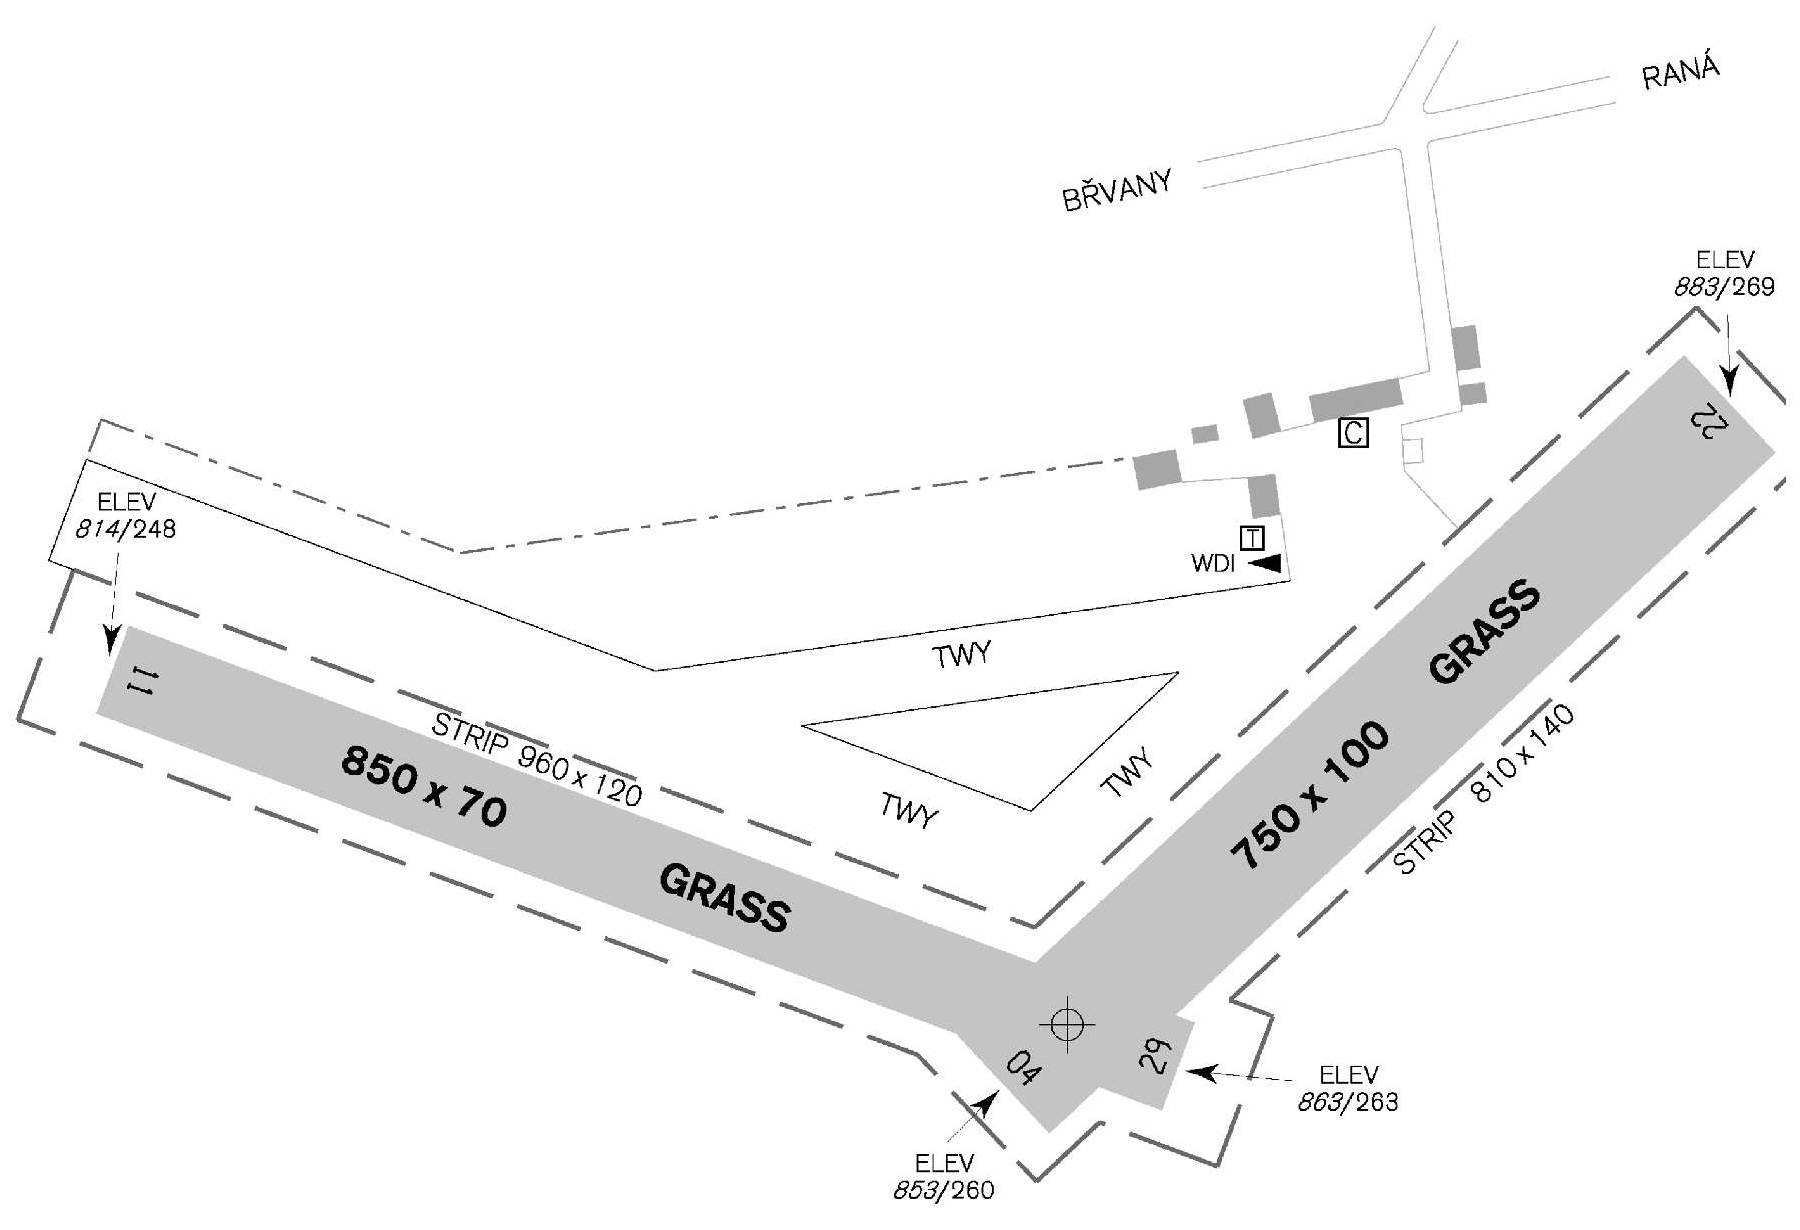 RANÁ
BŘVANY
ELEV
883/269
22
C
ELEV
814/248
T
WDI
GRASS
TWY
11
STRIP 960 x 120
850 x 70
TWY
TWY
750 x 100
STRIP 810 x 140
GRASS
04
29
ELEV
863/263
ELEV
853/260